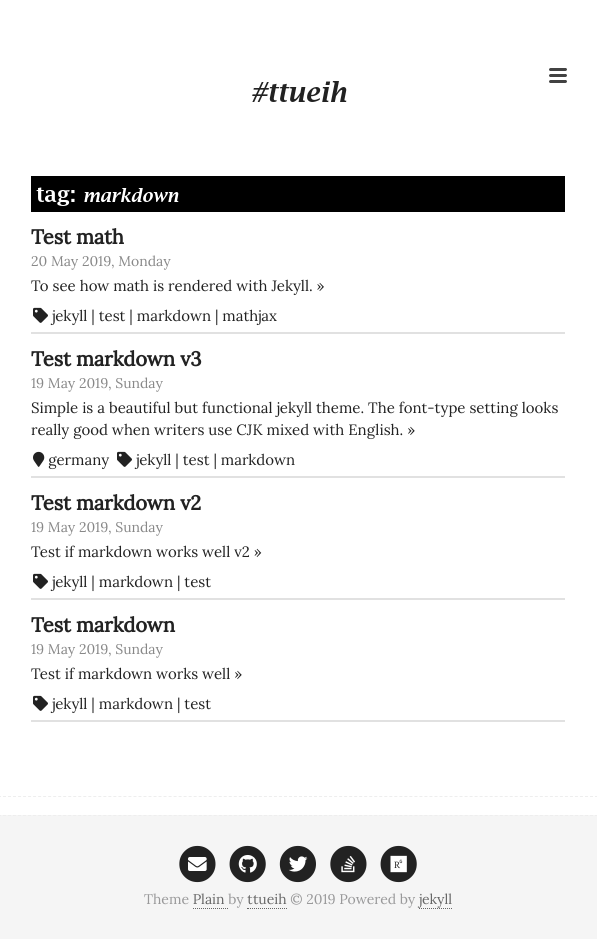 #ttueih
tag: markdown
Test math
20 May 2019, Monday
To see how math is rendered with Jekyll. »
jekyll | test | markdown | mathjax
Test markdown v3
19 May 2019, Sunday
Simple is a beautiful but functional jekyll theme. The font-type setting looks
really good when writers use CJK mixed with English. »
germany jekyll | test | markdown
Test markdown v2
19 May 2019, Sunday
Test if markdown works well v2 »
jekyll | markdown | test
Test markdown
19 May 2019, Sunday
Test if markdown works well »
jekyll | markdown | test
Theme Plain by ttueih © 2019 Powered by jekyll